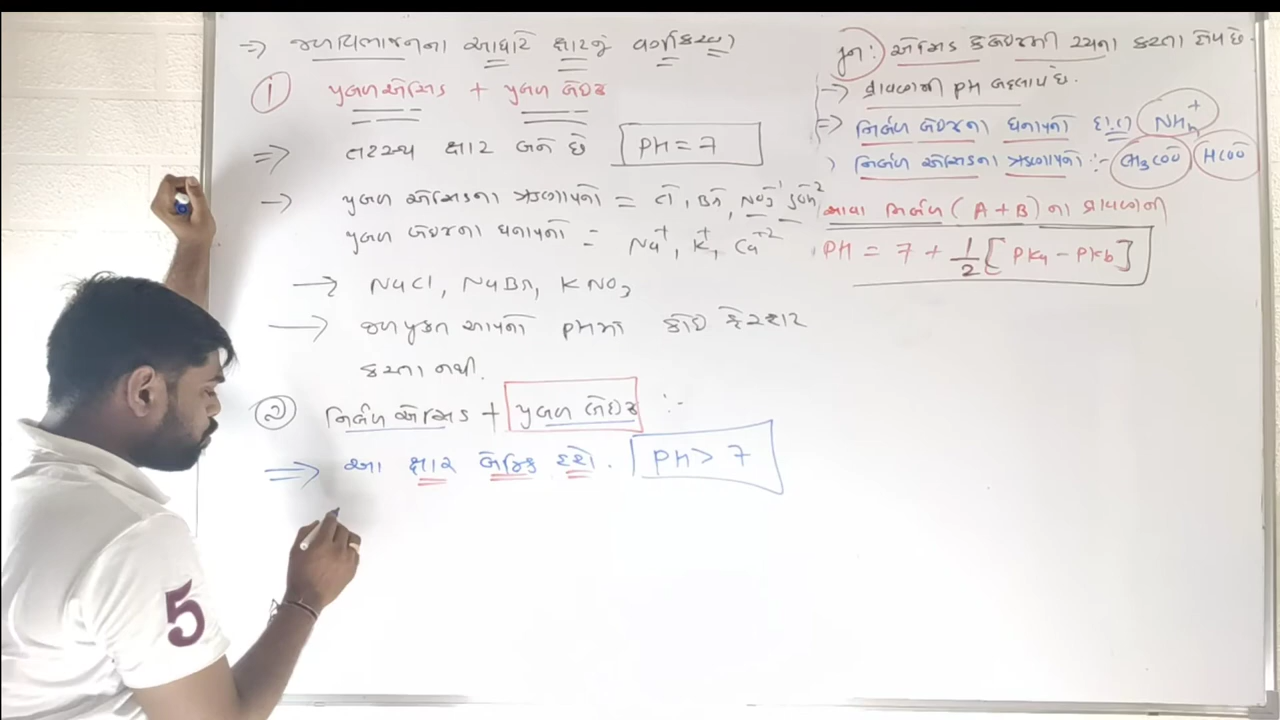 ⇒ જળવિભાજનના આધારે ક્ષારનું વર્ગીકરણ)
① પ્રબળ એસિડ + પ્રબળ બેઇઝ
⇒ તટસ્થ ક્ષાર બને છે PH = 7
→ પ્રબળ એસિડના ઋણાયનો = Cl⁻, Br⁻, NO3⁻¹ SO4⁻²
પ્રબળ બેઇઝના ધનાયનો = Na⁺, K⁺, Ca⁺²
→ NaCl, NaBr, KNO3
→ જળયુક્ત આયનો PHમાં કોઇ ફેરફાર
કરતા નથી.
② નિર્બળ એસિડ + પ્રબળ બેઇઝ :-
⇒ આ ક્ષાર બેઝિક હશે. PH > 7
એસિડ કે બેઇઝની રચના કરતા હોય છે.
→ દ્રાવણની PH બદલાય છે.
⇒ નિર્બળ બેઇઝના ધનાયનો દા.ત) NH4⁺
નિર્બળ એસિડના ઋણાયનો :- CH3COO⁻ HCOO⁻
આવા નિર્બળ (A + B) ના દ્રાવણની
PH = 7 + 1/2 [PKa - PKb]
5